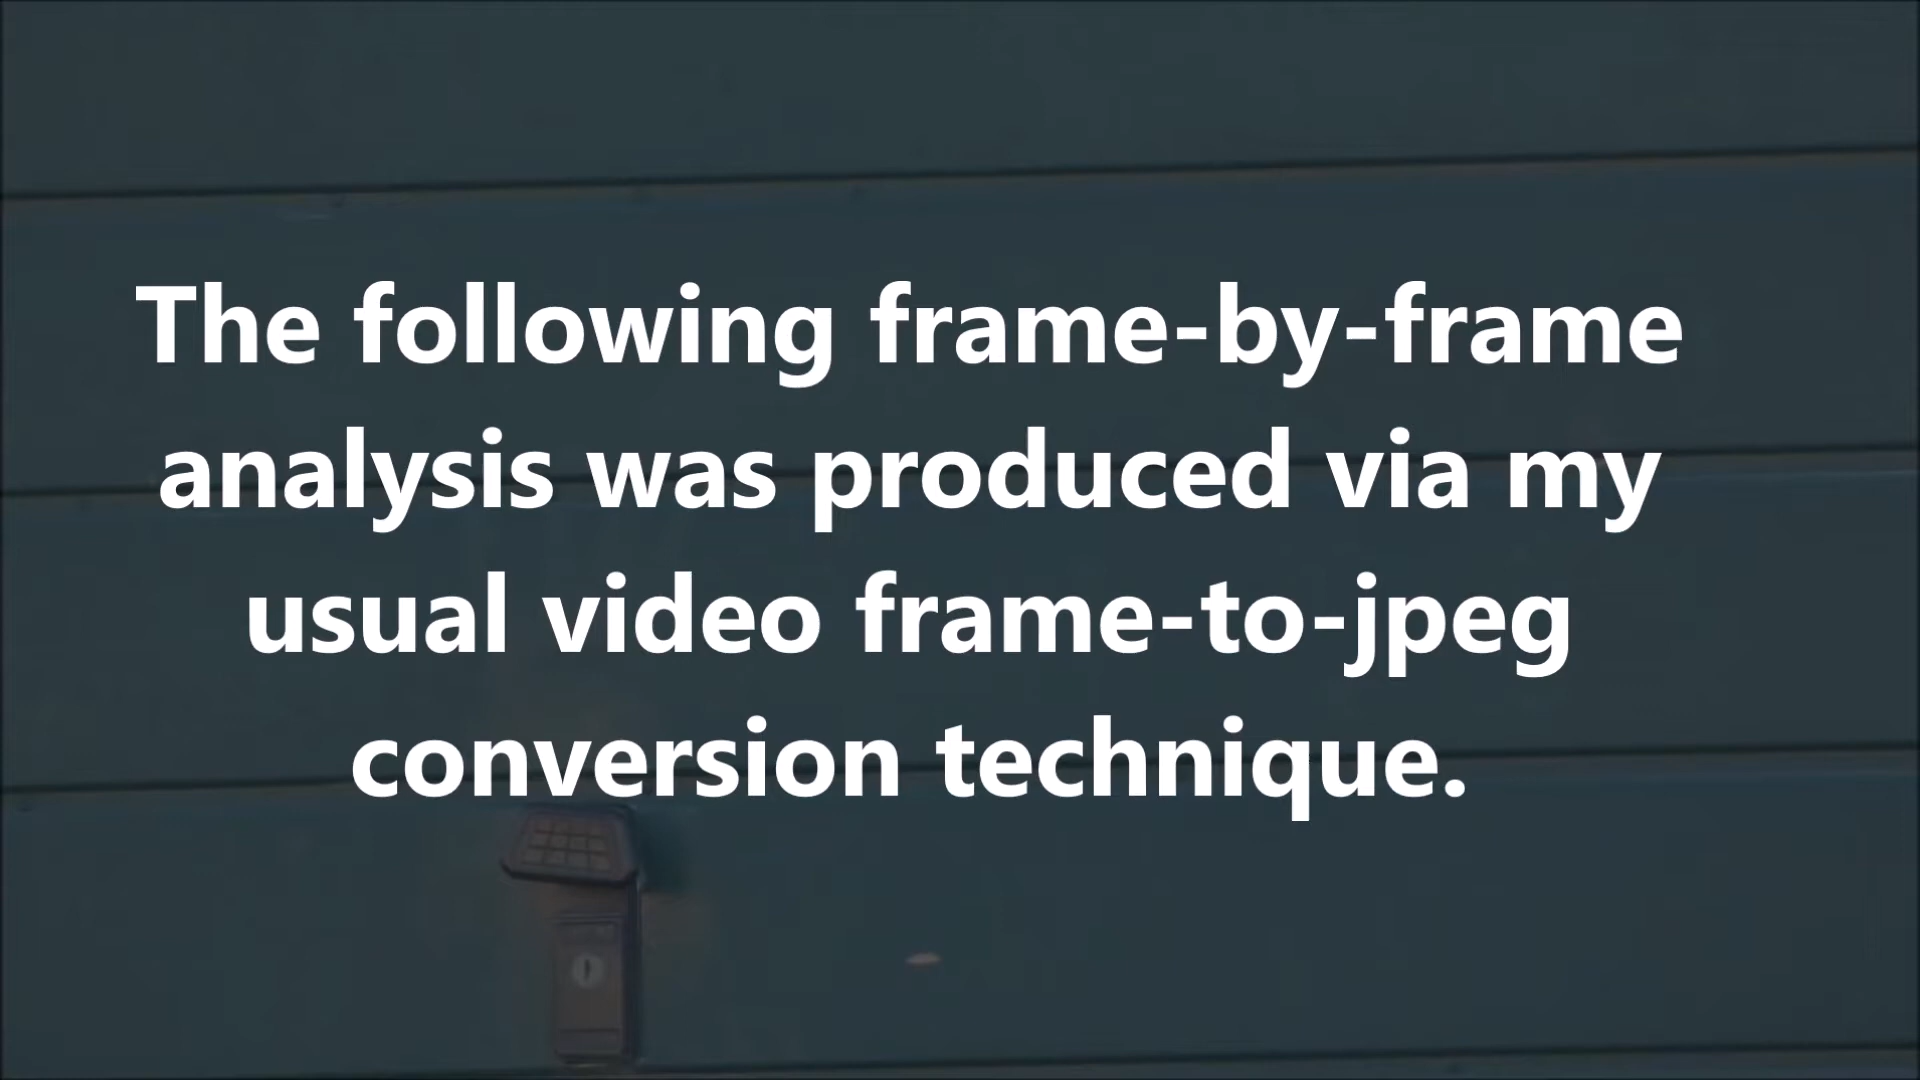 The following frame-by-frame
analysis was produced via my
usual video frame-to-jpeg
conversion technique.